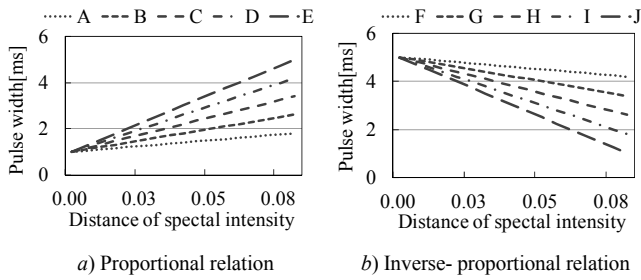 A B C D E
6
4
2
0
Pulse width[ms]
0.00 0.03 0.05 0.08
Distance of spectal intensity
a) Proportional relation
F G H I J
6
4
2
0
Pulse width[ms]
0.00 0.03 0.05 0.08
Distance of spectal intensity
b) Inverse- proportional relation